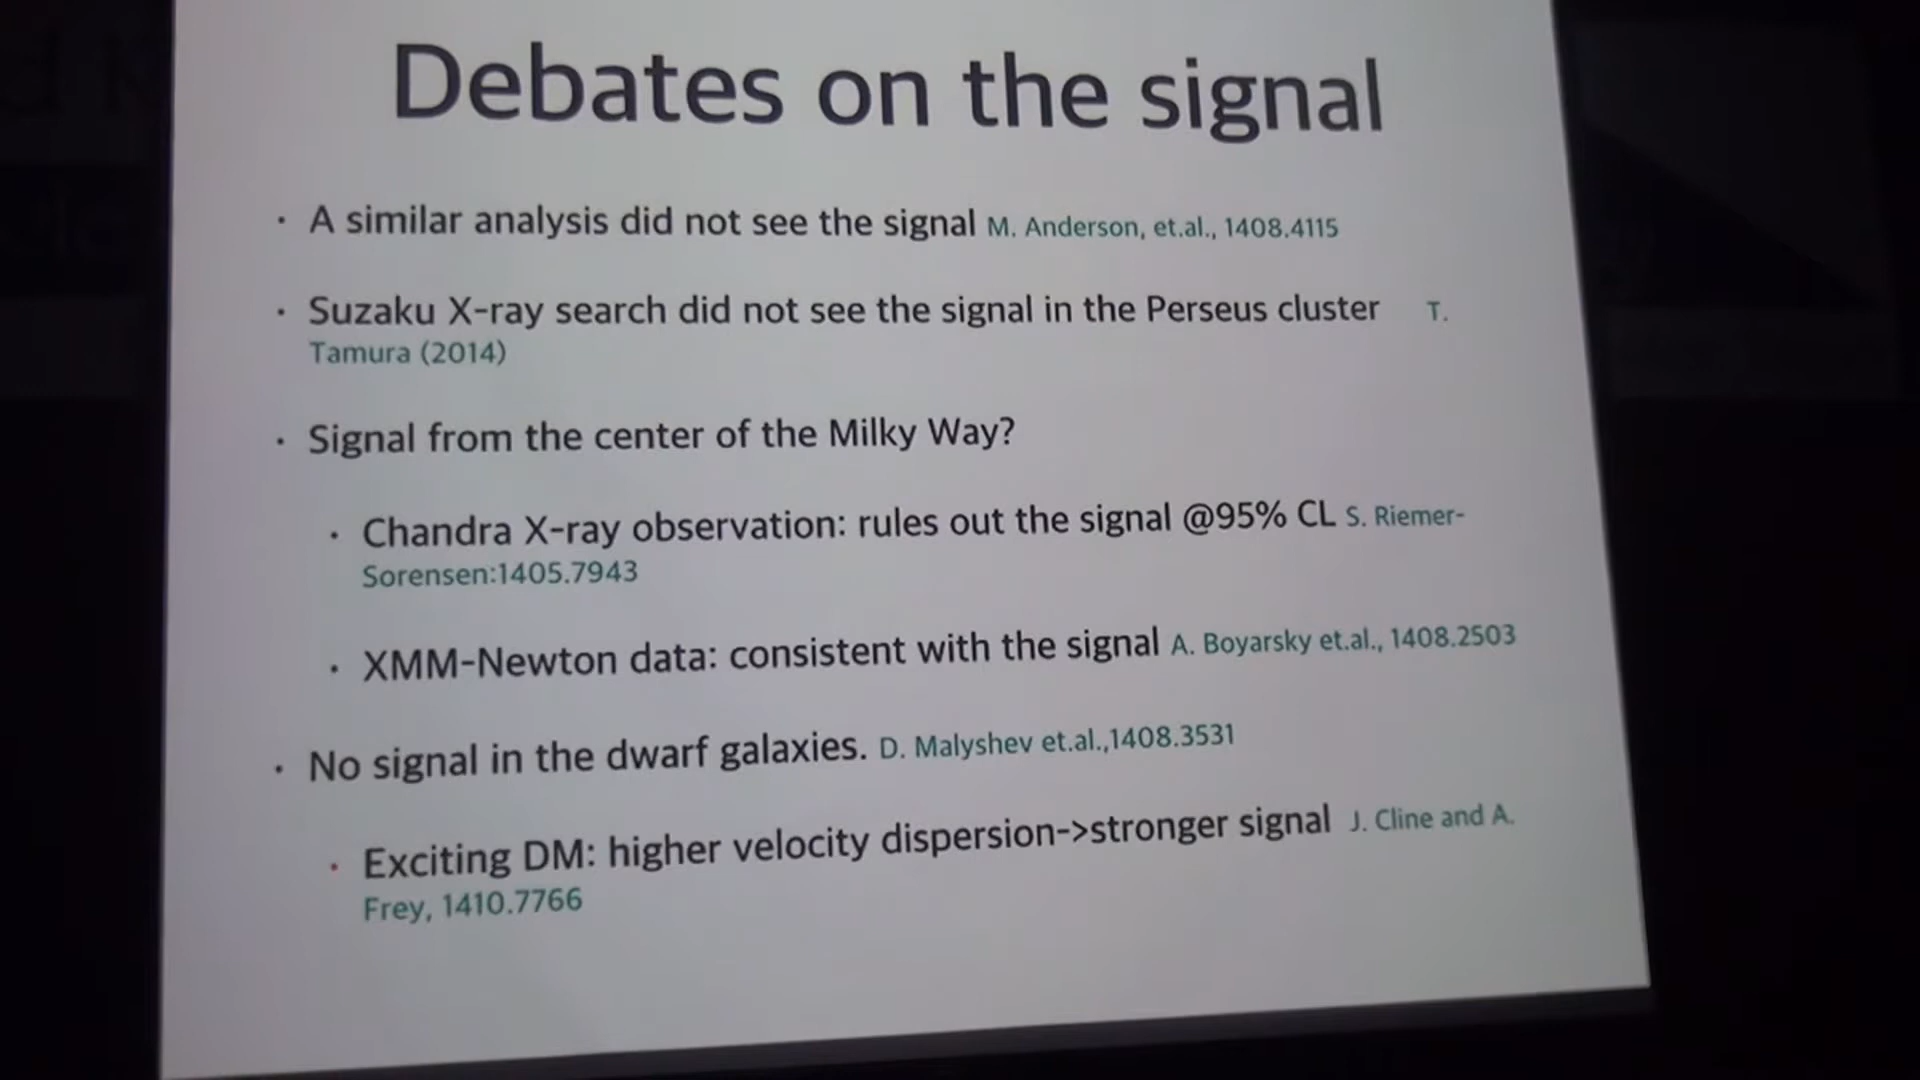 Debates on the signal
· A similar analysis did not see the signal M. Anderson, et.al., 1408.4115
· Suzaku X-ray search did not see the signal in the Perseus cluster T.
Tamura (2014)
· Signal from the center of the Milky Way?
· Chandra X-ray observation: rules out the signal @95% CL S. Riemer-
Sorensen:1405.7943
· XMM-Newton data: consistent with the signal A. Boyarsky et.al., 1408.2503
· No signal in the dwarf galaxies. D. Malyshev et.al.,1408.3531
· Exciting DM: higher velocity dispersion->stronger signal J. Cline and A.
Frey, 1410.7766